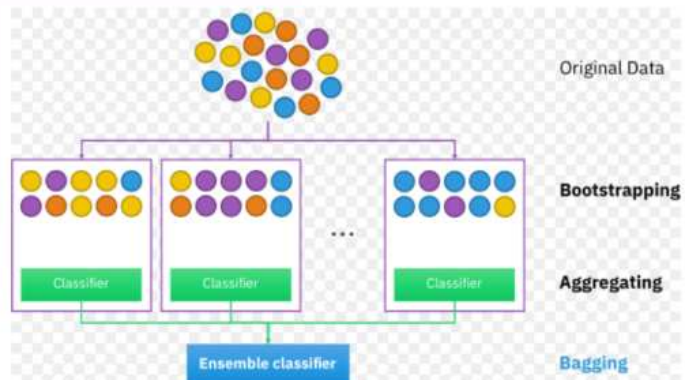 Original Data
Bootstrapping
...
Classifier
Classifier
Classifier
Aggregating
Ensemble classifier
Bagging